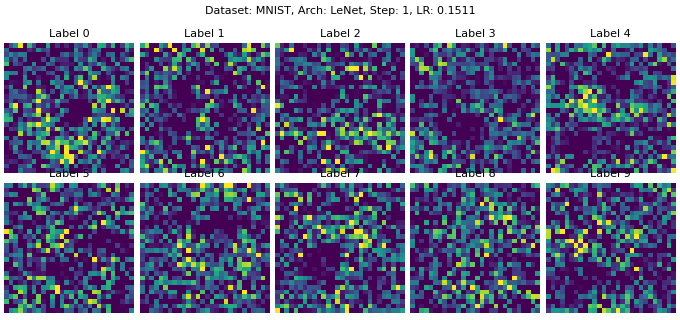 Dataset: MNIST, Arch: LeNet, Step: 1, LR: 0.1511
Label 0
Label 1
Label 2
Label 3
Label 4
Label 5
Label 6
Label 7
Label 8
Label 9